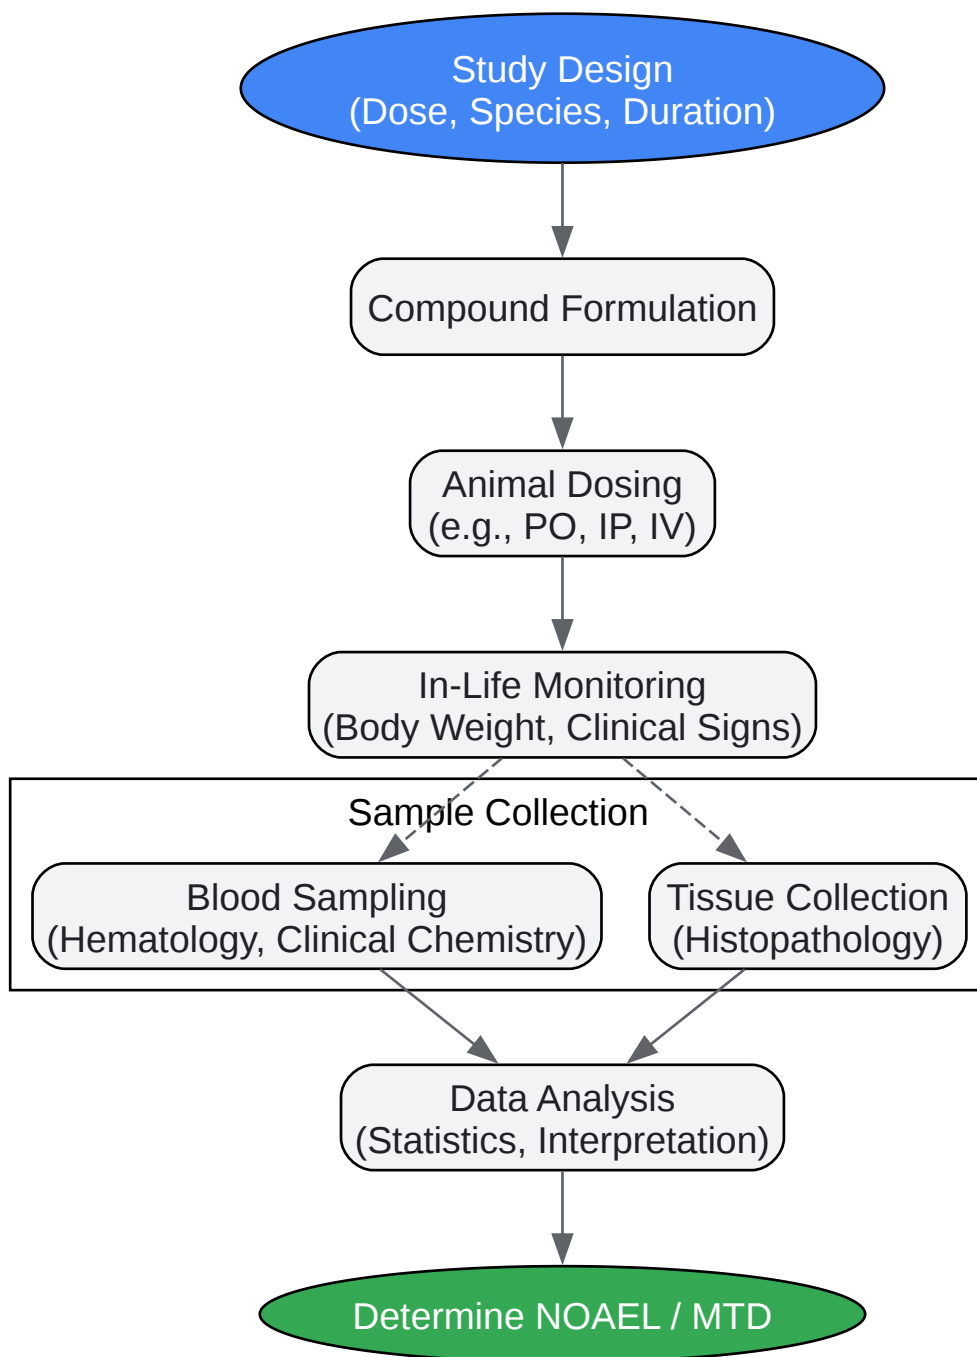 Study Design
(Dose, Species, Duration)
Compound Formulation
Animal Dosing
(e.g., PO, IP, IV)
In-Life Monitoring
(Body Weight, Clinical Signs)
Sample Collection
Blood Sampling
(Hematology, Clinical Chemistry)
Tissue Collection
(Histopathology)
Data Analysis
(Statistics, Interpretation)
Determine NOAEL / MTD